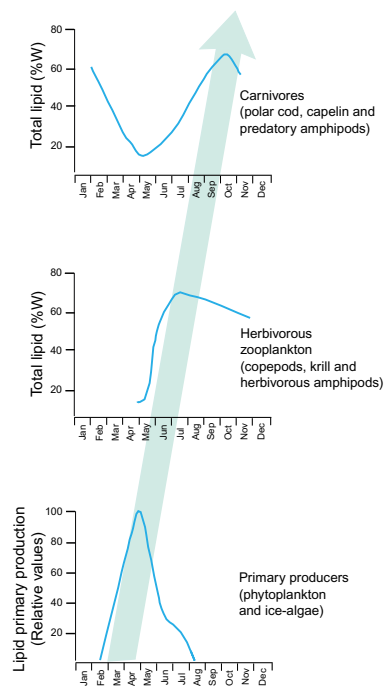 80
60
40
20
Total lipid (%W)
Jan Feb Mar Apr May Jun Jul Aug Sep Oct Nov Dec
Carnivores
(polar cod, capelin and
predatory amphipods)
80
60
40
20
Total lipid (%W)
Jan Feb Mar Apr May Jun Jul Aug Sep Oct Nov Dec
Herbivorous
zooplankton
(copepods, krill and
herbivorous amphipods)
100
80
60
40
20
Lipid primary production
(Relative values)
Jan Feb Mar Apr May Jun Jul Aug Sep Oct Nov Dec
Primary producers
(phytoplankton
and ice-algae)